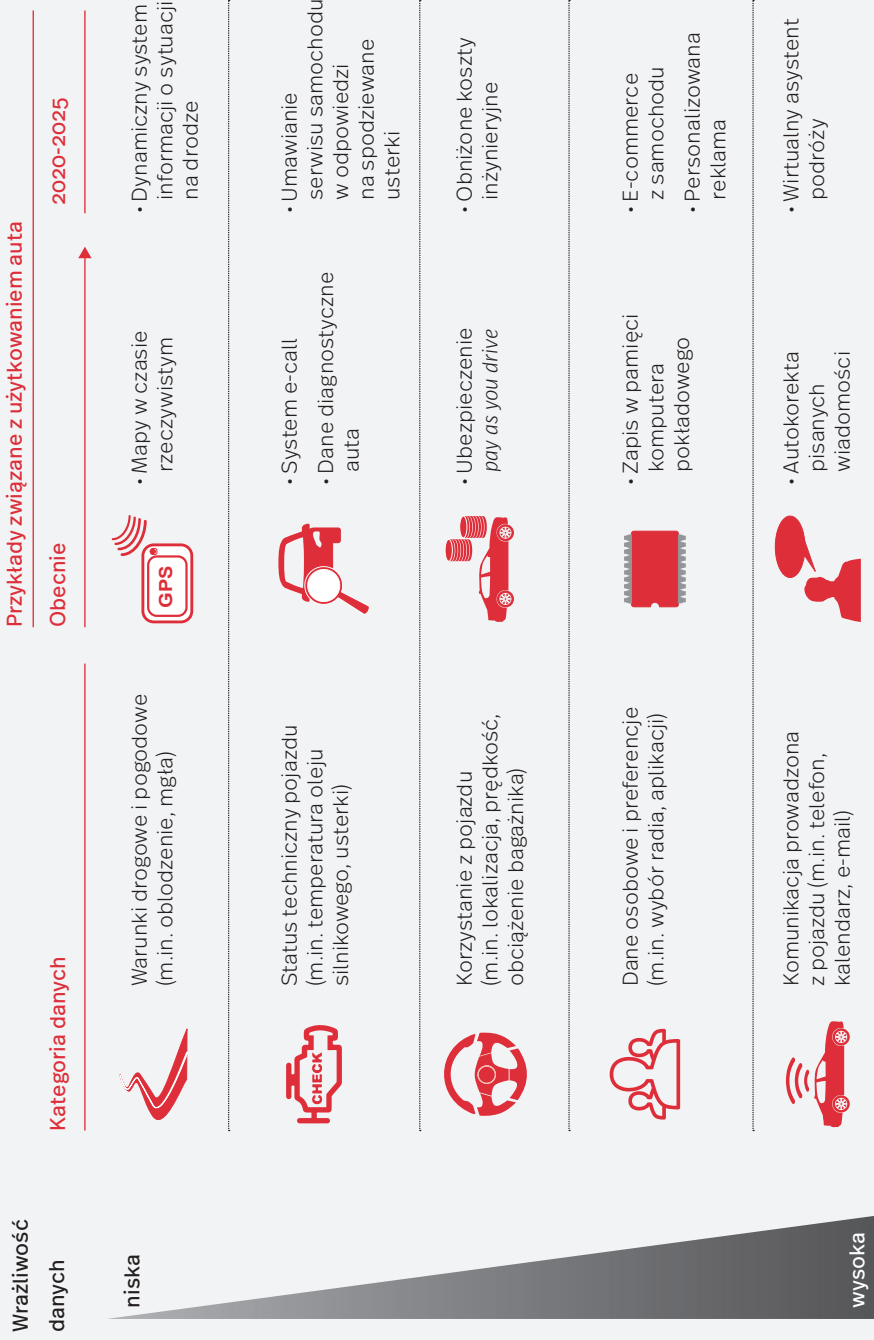 Wrażliwość
danych
Kategoria danych
Przykłady związane z użytkowaniem auta
Obecnie
2020-2025
niska
Warunki drogowe i pogodowe
(m.in. oblodzenie, mgła)
GPS
• Mapy w czasie
rzeczywistym
• Dynamiczny system
informacji o sytuacji
na drodze
CHECK
Status techniczny pojazdu
(m.in. temperatura oleju
silnikowego, usterki)
• System e-call
• Dane diagnostyczne
auta
• Umawianie
serwisu samochodu
w odpowiedzi
na spodziewane
usterki
Korzystanie z pojazdu
(m.in. lokalizacja, prędkość,
obciążenie bagażnika)
• Ubezpieczenie
pay as you drive
• Obniżone koszty
inżynieryjne
Dane osobowe i preferencje
(m.in. wybór radia, aplikacji)
• Zapis w pamięci
komputera
pokładowego
• E-commerce
z samochodu
• Personalizowana
reklama
wysoka
Komunikacja prowadzona
z pojazdu (m.in. telefon,
kalendarz, e-mail)
• Autokorekta
pisanych
wiadomości
• Wirtualny asystent
podróży